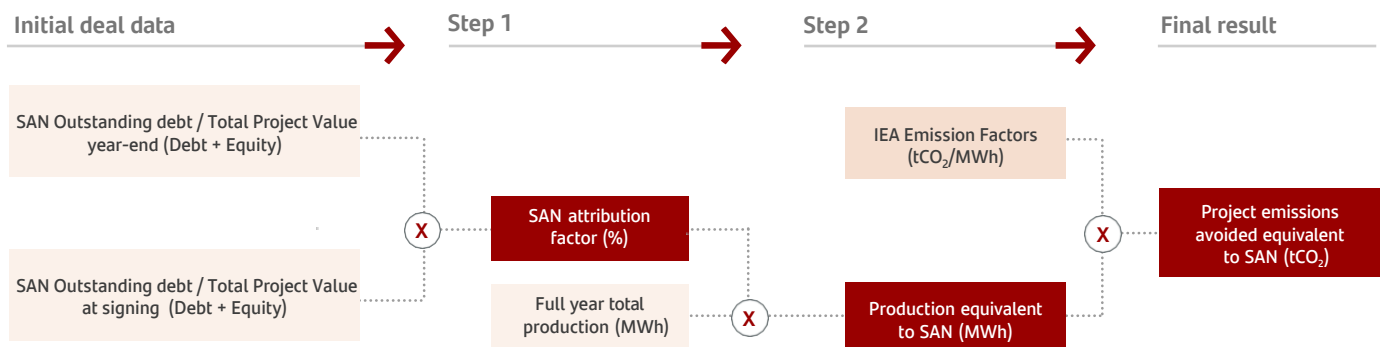 Initial deal data
Step 1
Step 2
Final result
SAN Outstanding debt / Total Project Value
year-end (Debt + Equity)
IEA Emission Factors
(tCO₂/MWh)
SAN attribution
factor (%)
X
X
Project emissions
avoided equivalent
to SAN (tCO₂)
SAN Outstanding debt / Total Project Value
at signing (Debt + Equity)
Full year total
production (MWh)
X
Production equivalent
to SAN (MWh)